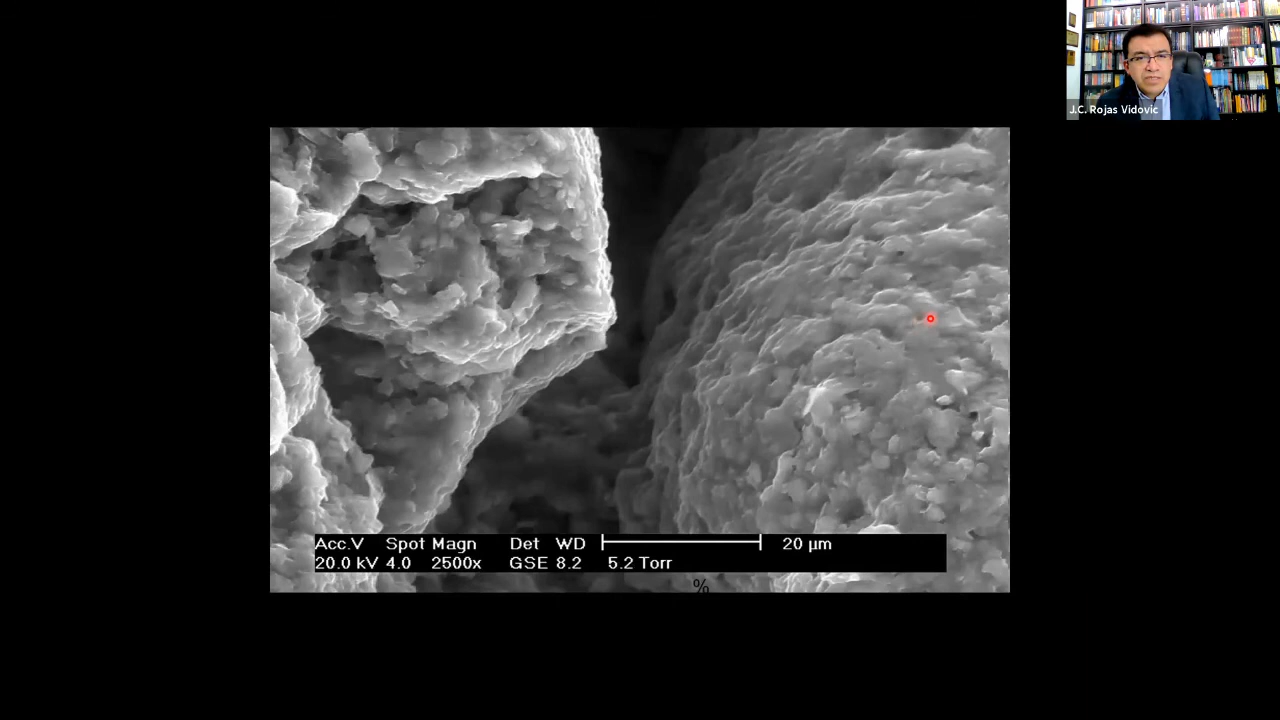 J.C. Rojas Vidovic
Acc.V Spot Magn Det WD 20 µm
20.0 kV 4.0 2500x GSE 8.2 5.2 Torr
%